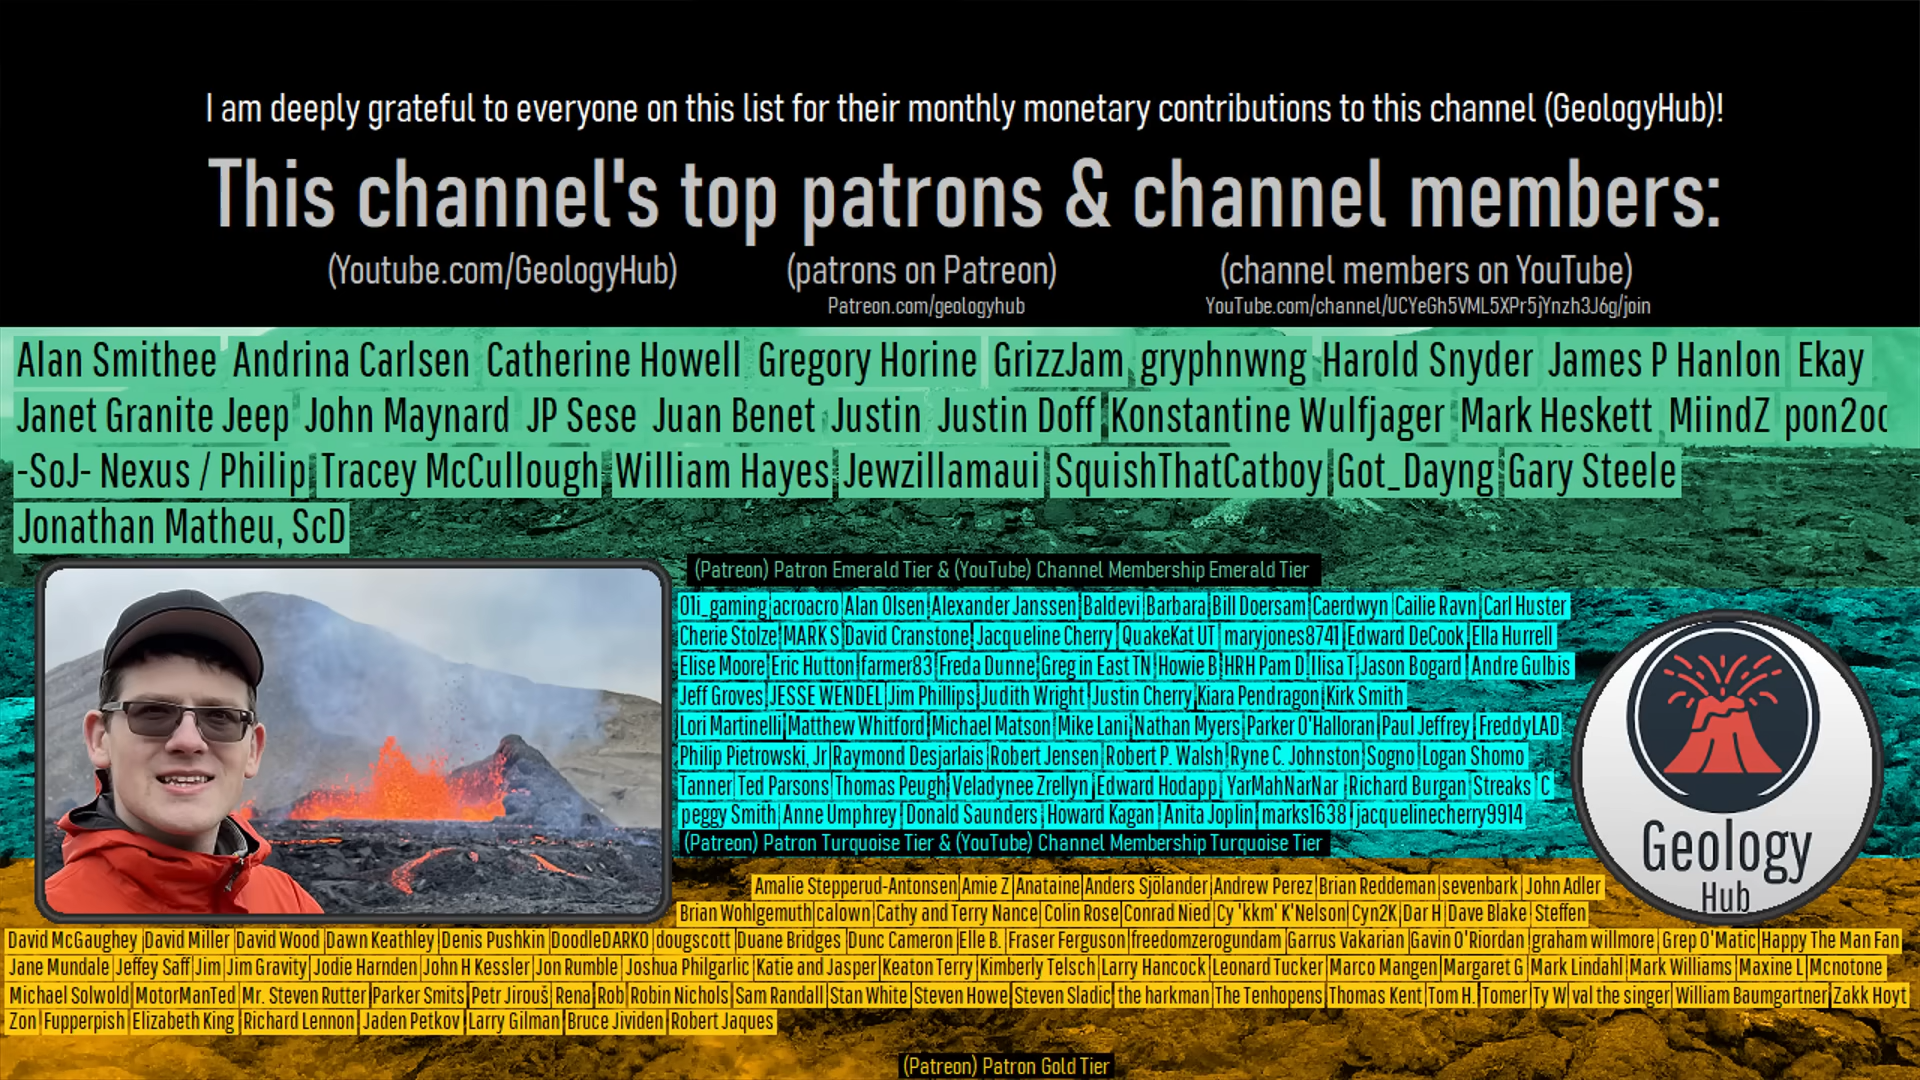 I am deeply grateful to everyone on this list for their monthly monetary contributions to this channel (GeologyHub)!
This channel's top patrons & channel members:
(Youtube.com/GeologyHub) (patrons on Patreon) (channel members on YouTube)
Patreon.com/geologyhub YouTube.com/channel/UCYeGh5VML5XPr5jYnzh3J6g/join
Alan Smithee Andrina Carlsen Catherine Howell Gregory Horine GrizzJam gryphnwng Harold Snyder James P Hanlon Ekay
Janet Granite Jeep John Maynard JP Sese Juan Benet Justin Justin Doff Konstantine Wulfjager Mark Heskett MiindZ
-SoJ- Nexus / Philip Tracey McCullough William Hayes Jewzillamaui SquishThatCatboy Got_Dayng Gary Steele
Jonathan Matheu, ScD
(Patreon) Patron Emerald Tier & (YouTube) Channel Membership Emerald Tier
01i_gaming acroacro Alan Olsen Alexander Janssen Baldevi Barbara Bill Doersam Caerdwyn Cailie Ravn Carl Huster
Cherie Stolze MARK S David Cranstone Jacqueline Cherry QuakeKat UT maryjones8741 Edward DeCook Ella Hurrell
Elise Moore Eric Hutton farmer83 Freda Dunne Greg in East TN Howie B HRH Pam D Ilisa T Jason Bogard Andre Gulbis
Jeff Groves JESSE WENDEL Jim Phillips Judith Wright Justin Cherry Kiara Pendragon Kirk Smith
Lori Martinelli Matthew Whitford Michael Matson Mike Lani Nathan Myers Parker O'Halloran Paul Jeffrey FreddyLAD
Philip Pietrowski, Jr Raymond Desjarlais Robert Jensen Robert P. Walsh Ryne C. Johnston Sogno Logan Shomo
Tanner Ted Parsons Thomas Peugh Veladynee Zrellyn Edward Hodapp YarMahNarNar Richard Burgan Streaks C
peggy Smith Anne Umphrey Donald Saunders Howard Kagan Anita Joplin marks1638 jacquelinecherry9914
(Patreon) Patron Turquoise Tier & (YouTube) Channel Membership Turquoise Tier
Geology
Hub
Amalie Stepperud-Antonsen Amie Z Anataine Anders Sjölander Andrew Perez Brian Reddeman sevenbark John Adler
Brian Wohlgemuth calown Cathy and Terry Nance Colin Rose Conrad Nied Cy 'kkm' K'Nelson Cyn2K Dar H Dave Blake Steffen
David McGaughey David Miller David Wood Dawn Keathley Denis Pushkin DoodleDARKO dougscott Duane Bridges Dunc Cameron Elle B. Fraser Ferguson freedomzerogundam Garrus Vakarian Gavin O'Riordan graham willmore Grep O'Matic Happy The Man Fan
Jane Mundale Jeffey Saff Jim Jim Gravity Jodie Harnden John H Kessler Jon Rumble Joshua Philgarlic Katie and Jasper Keaton Terry Kimberly Telsch Larry Hancock Leonard Tucker Marco Mangen Margaret G Mark Lindahl Mark Williams Maxine L Mcnotone
Michael Solwold MotorManTed Mr. Steven Rutter Parker Smits Petr Jirouš Rena Rob Robin Nichols Sam Randall Stan White Steven Howe Steven Sladic the harkman The Tenhopens Thomas Kent Tom H. Tomer Ty W val the singer William Baumgartner Zakk Hoyt
Zon Fupperpish Elizabeth King Richard Lennon Jaden Petkov Larry Gilman Bruce Jividen Robert Jaques
(Patreon) Patron Gold Tier